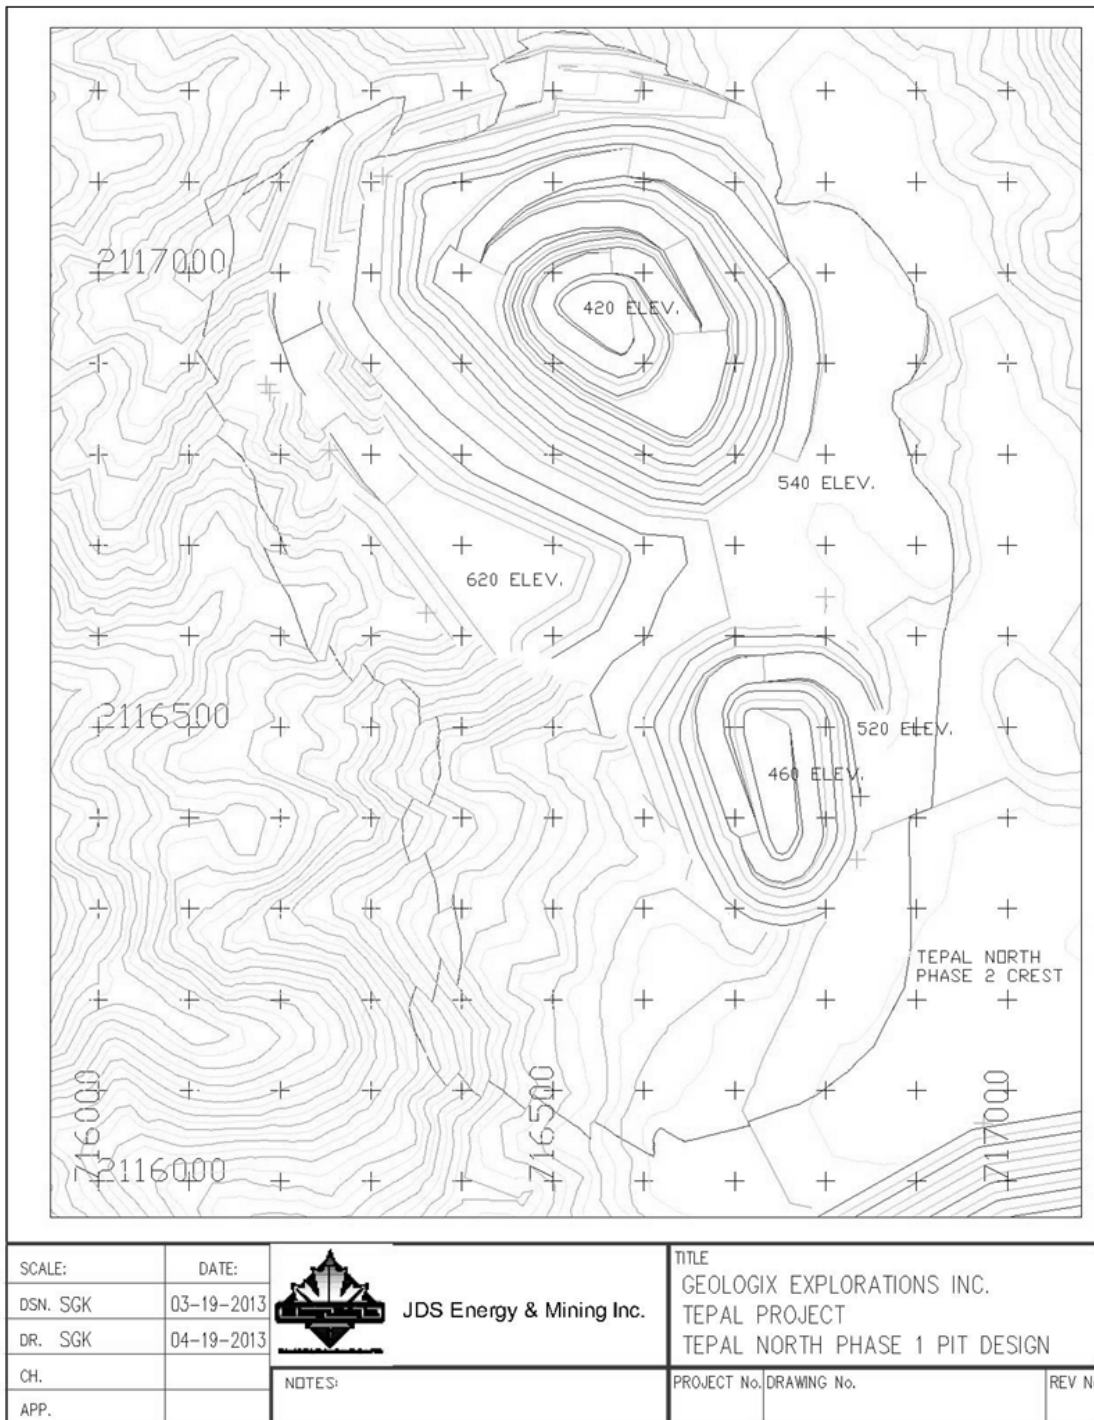 2117000
420 ELEV.
540 ELEV.
620 ELEV.
2116500
520 ELEV.
460 ELEV.
TEPAL NORTH
PHASE 2 CREST
716000
716500
717000
2116000
SCALE:
DATE:
DSN. SGK
03-19-2013
DR. SGK
04-19-2013
CH.
APP.
JDS Energy & Mining Inc.
NOTES:
TITLE
GEOLOGIX EXPLORATIONS INC.
TEPAL PROJECT
TEPAL NORTH PHASE 1 PIT DESIGN
PROJECT No.
DRAWING No.
REV